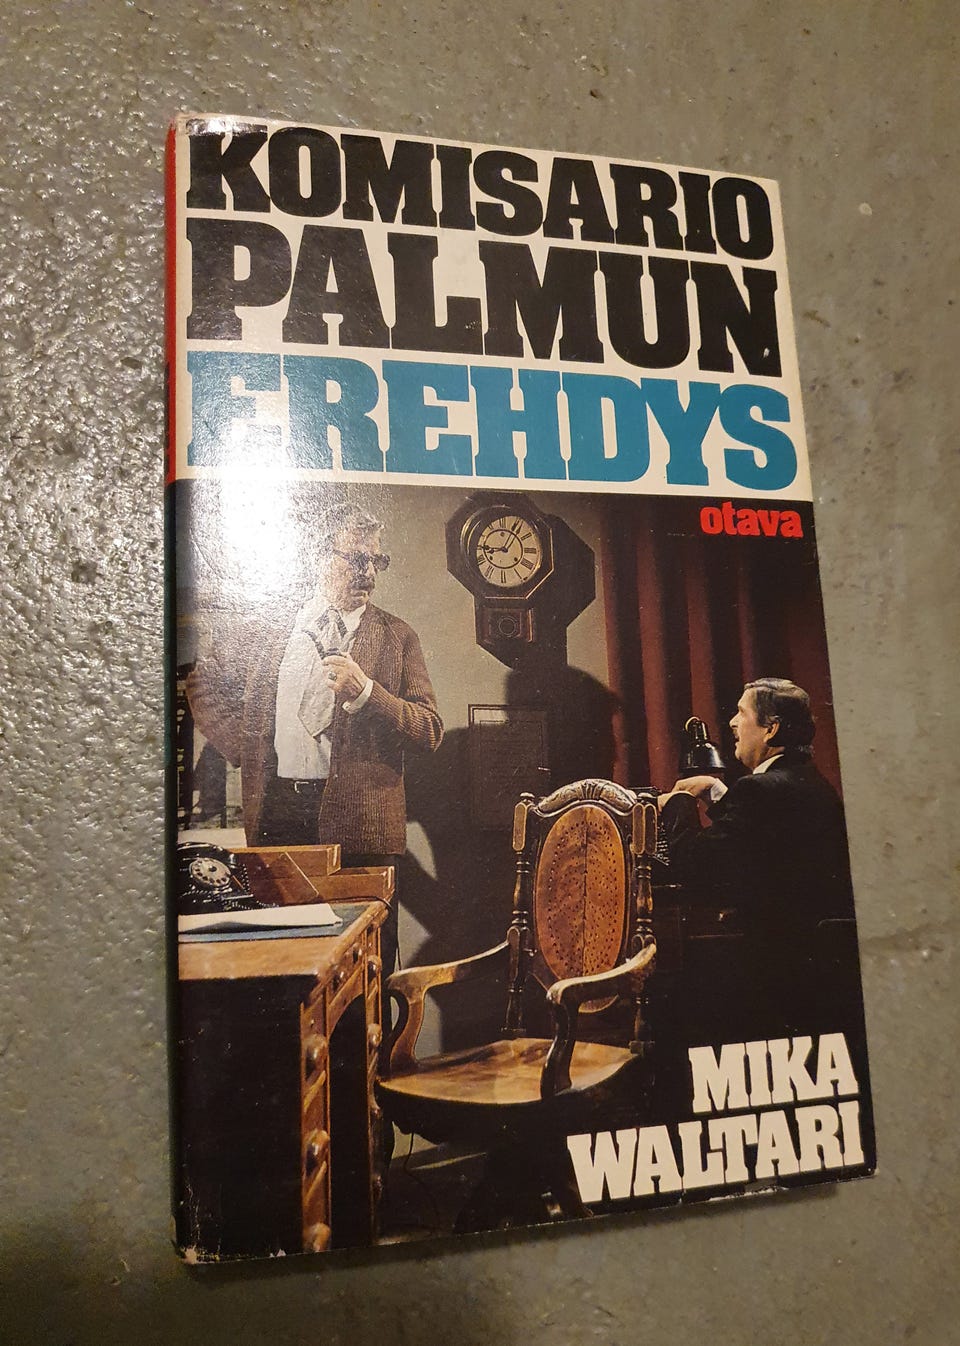 KOMISARIO
PALMUN
EREHDYS
otava
MIKA
WALTARI